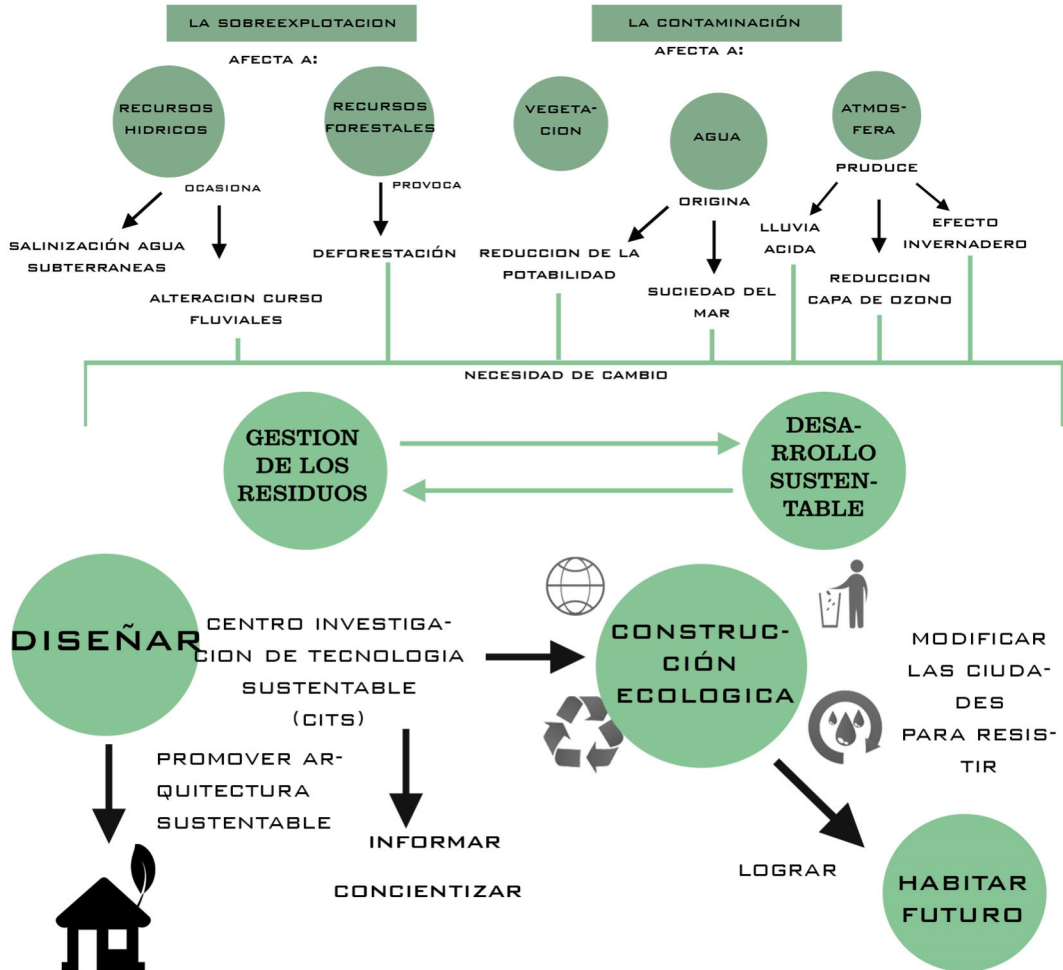 LA SOBREEXPLOTACION
AFECTA A:
RECURSOS
HIDRICOS
RECURSOS
FORESTALES
OCASIONA
PROVOCA
SALINIZACIÓN AGUA
SUBTERRANEAS
ALTERACION CURSO
FLUVIALES
DEFORESTACIÓN
LA CONTAMINACIÓN
AFECTA A:
VEGETA-
CION
AGUA
ATMOS-
FERA
ORIGINA
PRUDUCE
REDUCCION DE LA
POTABILIDAD
SUCIEDAD DEL
MAR
LLUVIA
ACIDA
REDUCCION
CAPA DE OZONO
EFECTO
INVERNADERO
NECESIDAD DE CAMBIO
GESTION
DE LOS
RESIDUOS
DESA-
RROLLO
SUSTEN-
TABLE
DISEÑAR
CENTRO INVESTIGA-
CION DE TECNOLOGIA
SUSTENTABLE
(CITS)
PROMOVER AR-
QUITECTURA
SUSTENTABLE
INFORMAR
CONCIENTIZAR
CONSTRUC-
CIÓN
ECOLOGICA
MODIFICAR
LAS CIUDA-
DES
PARA RESIS-
TIR
LOGRAR
HABITAR
FUTURO